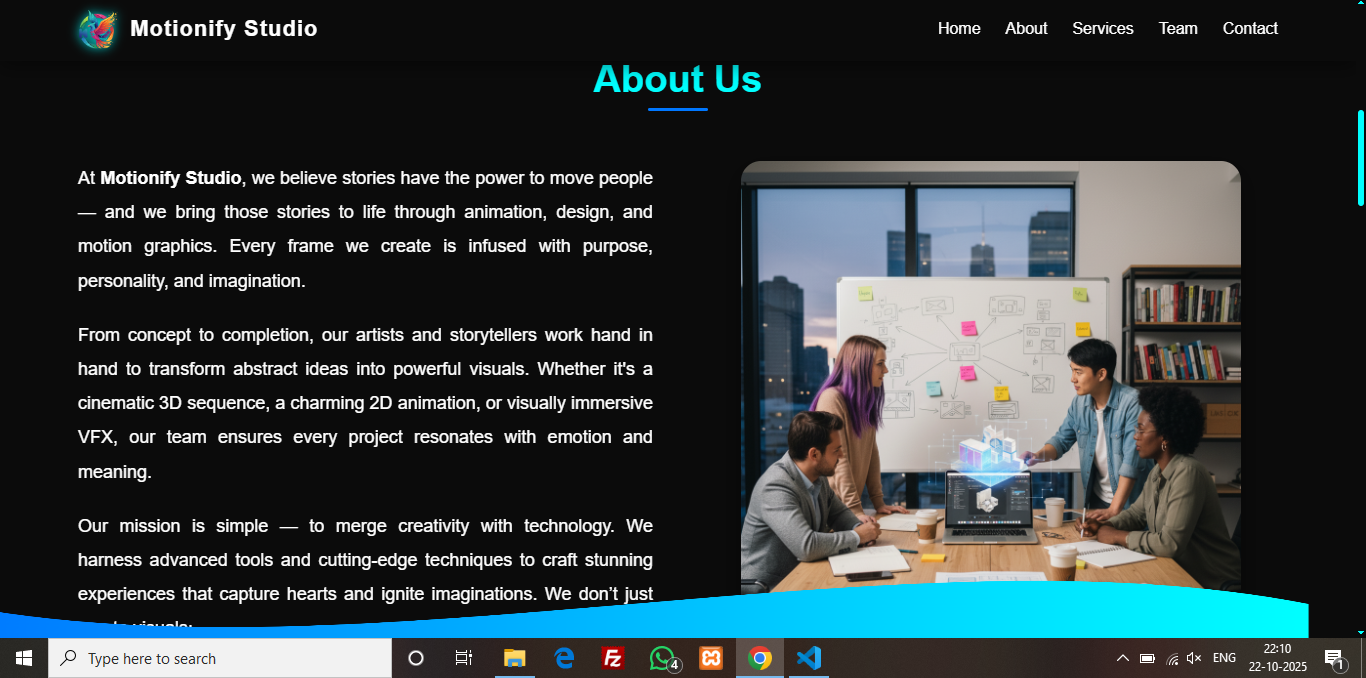 Motionify Studio
Home About Services Team Contact
About Us
At Motionify Studio, we believe stories have the power to move people
— and we bring those stories to life through animation, design, and
motion graphics. Every frame we create is infused with purpose,
personality, and imagination.
From concept to completion, our artists and storytellers work hand in
hand to transform abstract ideas into powerful visuals. Whether it's a
cinematic 3D sequence, a charming 2D animation, or visually immersive
VFX, our team ensures every project resonates with emotion and
meaning.
Our mission is simple — to merge creativity with technology. We
harness advanced tools and cutting-edge techniques to craft stunning
experiences that capture hearts and ignite imaginations. We don’t just
visuals;
Type here to search
Fz
4
ENG
22:10
22-10-2025
1